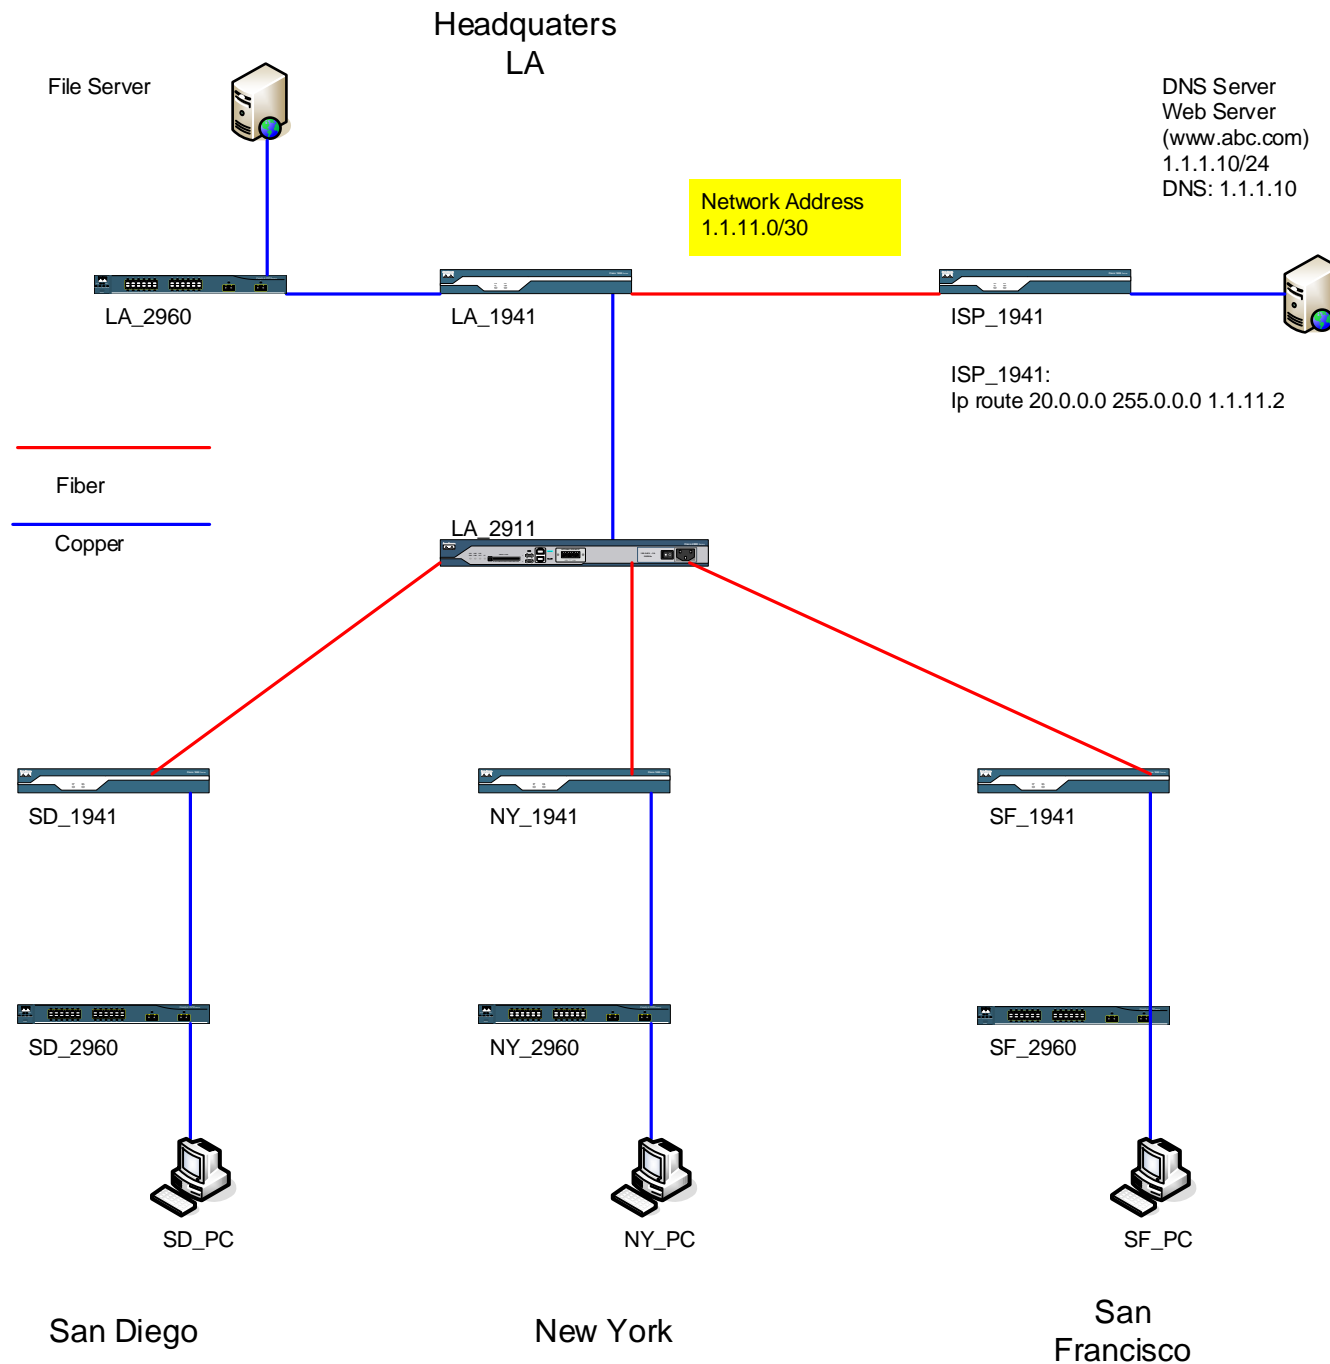 Headquaters
LA
File Server
DNS Server
Web Server
(www.abc.com)
1.1.1.10/24
DNS: 1.1.1.10
Network Address
1.1.11.0/30
LA_2960
LA_1941
ISP_1941
ISP_1941:
Ip route 20.0.0.0 255.0.0.0 1.1.11.2
Fiber
Copper
LA_2911
SD_1941
NY_1941
SF_1941
SD_2960
NY_2960
SF_2960
SD_PC
NY_PC
SF_PC
San Diego
New York
San
Francisco